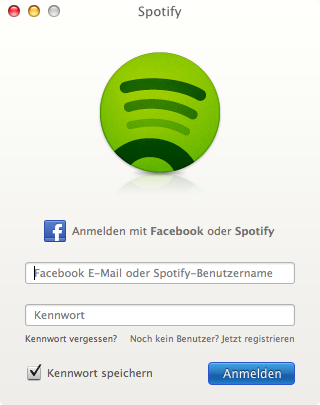 Spotify
Anmelden mit Facebook oder Spotify
Facebook E-Mail oder Spotify-Benutzername
Kennwort
Kennwort vergessen? Noch kein Benutzer? Jetzt registrieren
Kennwort speichern Anmelden